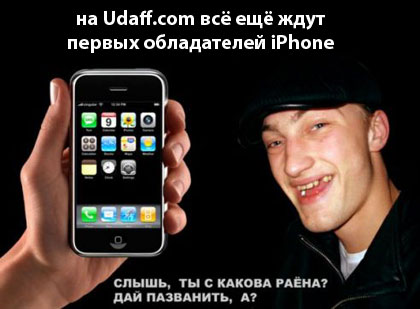 на Udaff.com всё ещё ждут
первых обладателей iPhone
СЛЫШЬ, ТЫ С КАКОВА РАЁНА?
ДАЙ ПАЗВАНИТЬ, А?